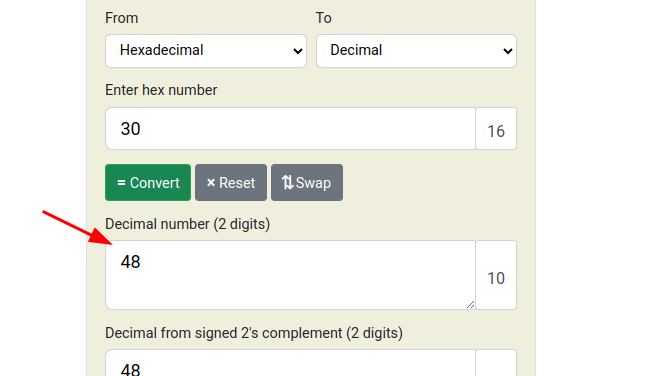 From To
Hexadecimal Decimal
Enter hex number
30 16
= Convert × Reset ⇅Swap
Decimal number (2 digits)
48 10
Decimal from signed 2's complement (2 digits)
48